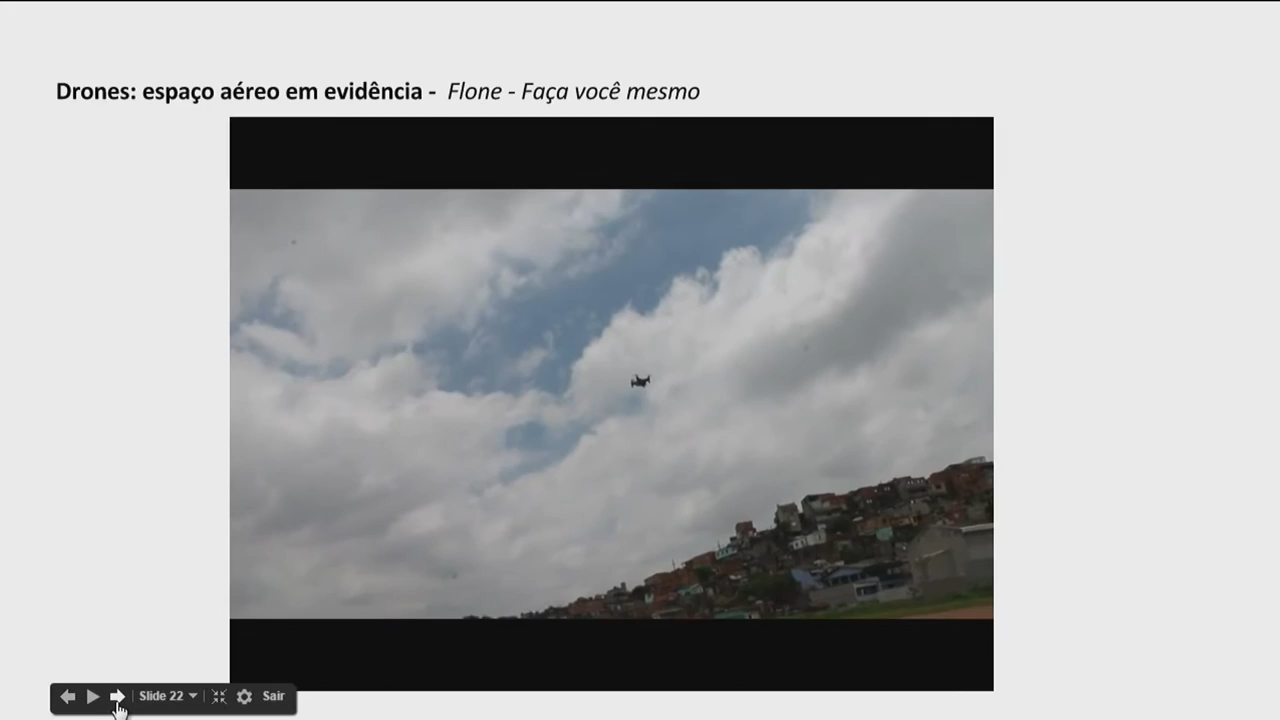 Drones: espaço aéreo em evidência - Flone - Faça você mesmo
Slide 22 Sair